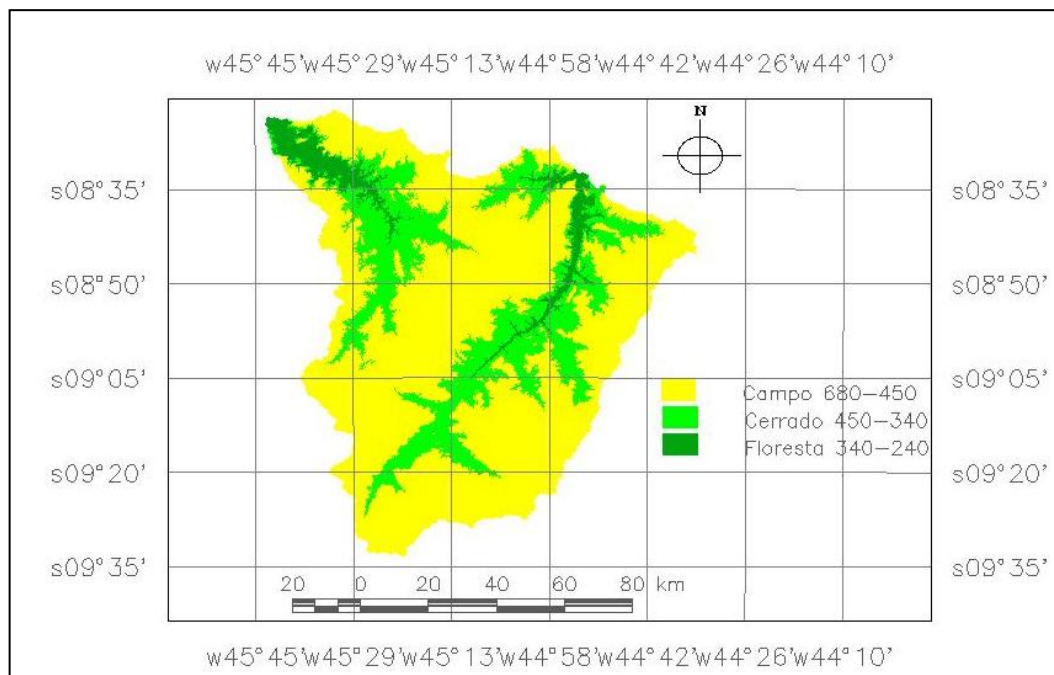 w45°45'w45°29'w45°13'w44°58'w44°42'w44°26'w44°10'
N
s08°35' s08°35'
s08°50' s08°50'
s09°05' s09°05'
Campo 680-450
Cerrado 450-340
Floresta 340-240
s09°20' s09°20'
s09°35' s09°35'
20 0 20 40 60 80 km
w45°45'w45°29'w45°13'w44°58'w44°42'w44°26'w44°10'